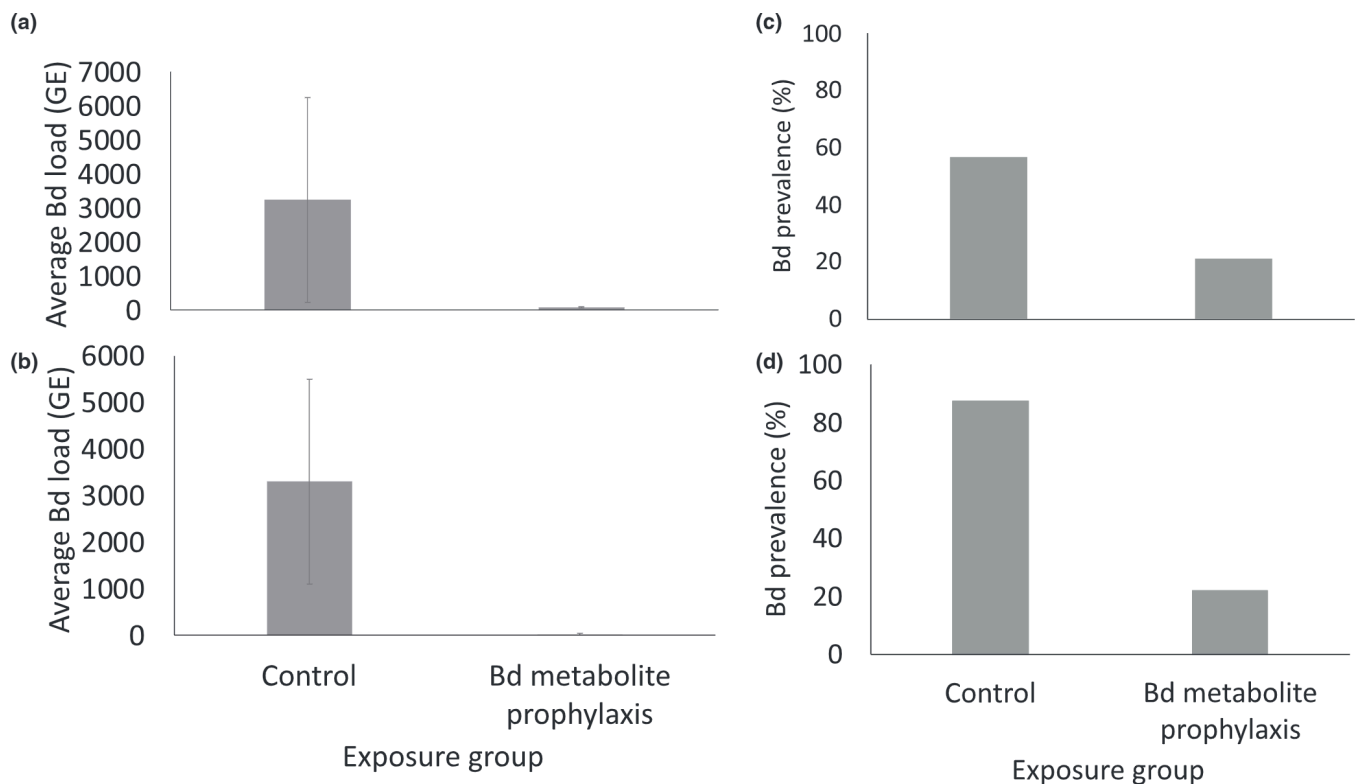 (a)
Average Bd load (GE)
7000
6000
5000
4000
3000
2000
1000
0
(b)
Average Bd load (GE)
6000
5000
4000
3000
2000
1000
0
Control
Bd metabolite
prophylaxis
Exposure group
(c)
Bd prevalence (%)
100
80
60
40
20
0
(d)
Bd prevalence (%)
100
80
60
40
20
0
Control
Bd metabolite
prophylaxis
Exposure group